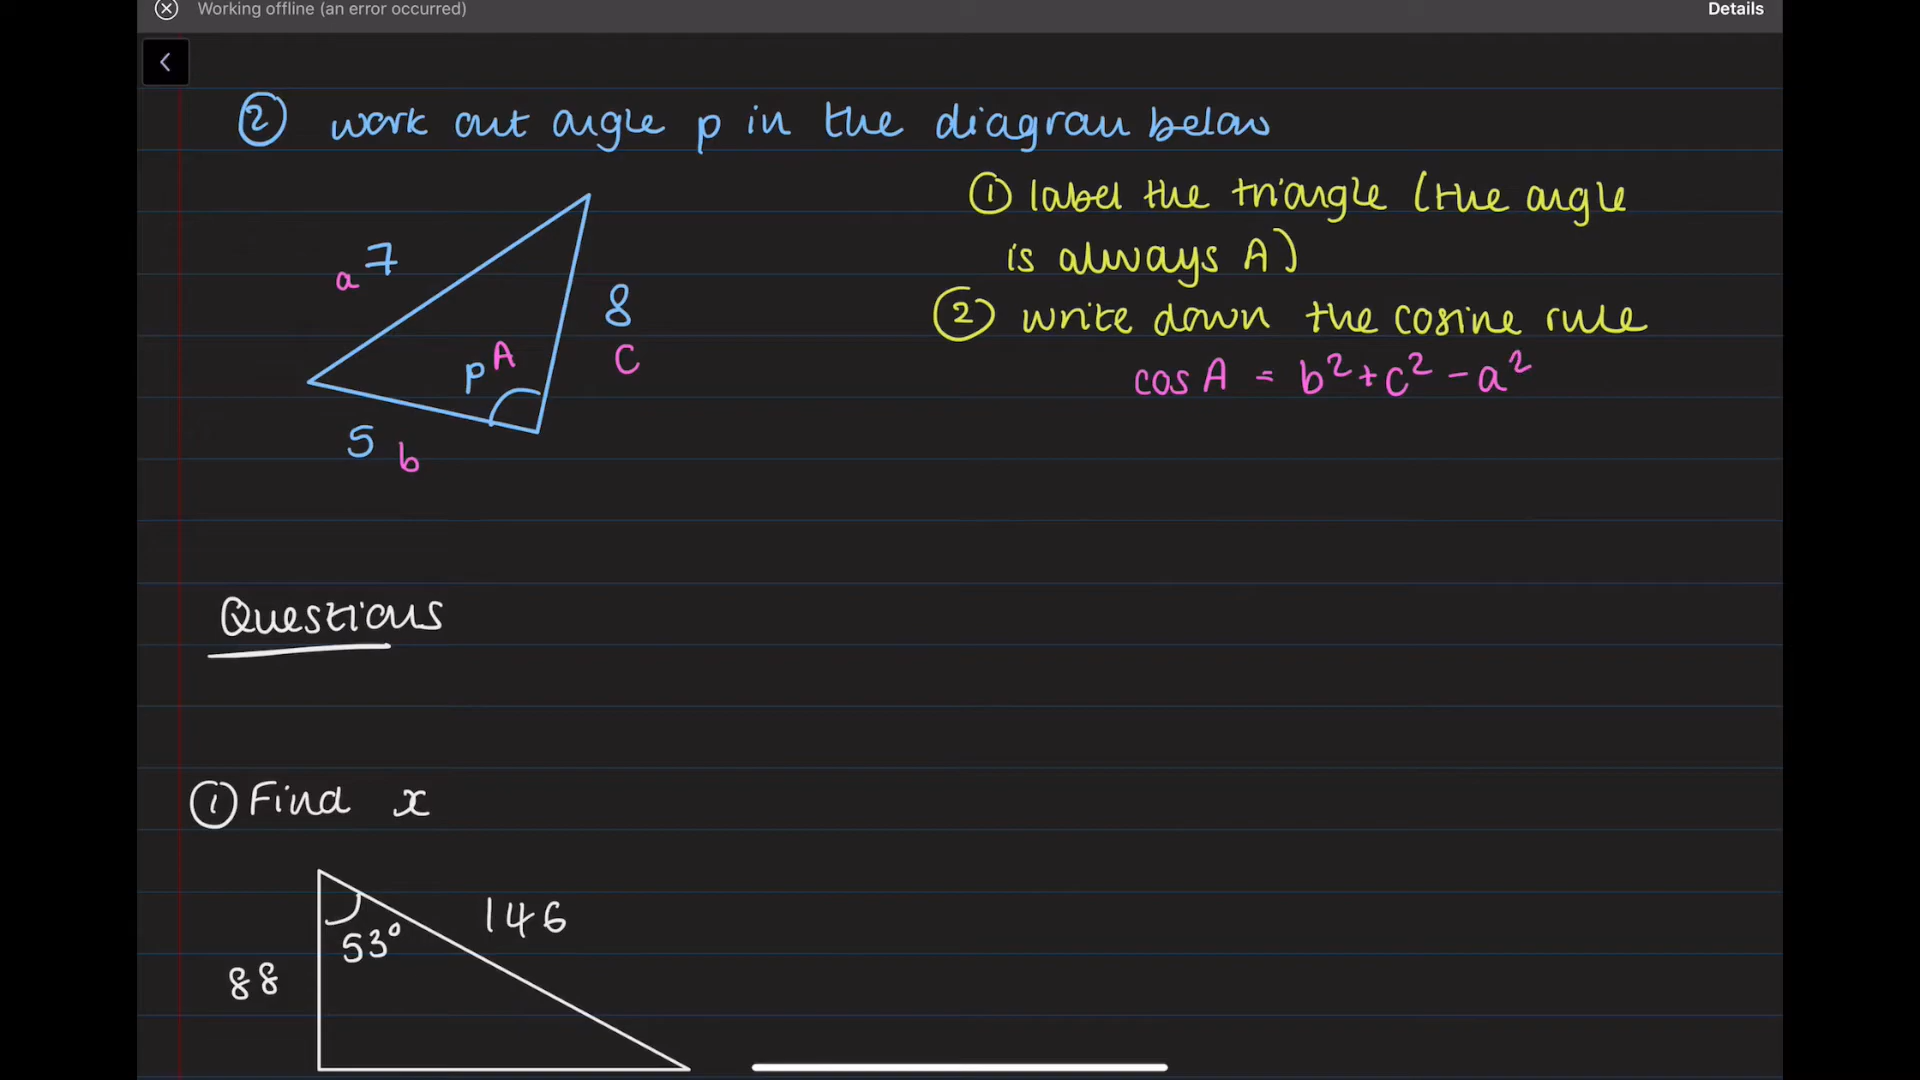 Working offline (an error occurred)
Details
② work out angle p in the diagram below
① label the triangle (the angle
is always A)
② write down the cosine rule
cos A = b² + c² - a²
a 7
8
c
p A
5 b
Questions
① Find x
53°
146
88